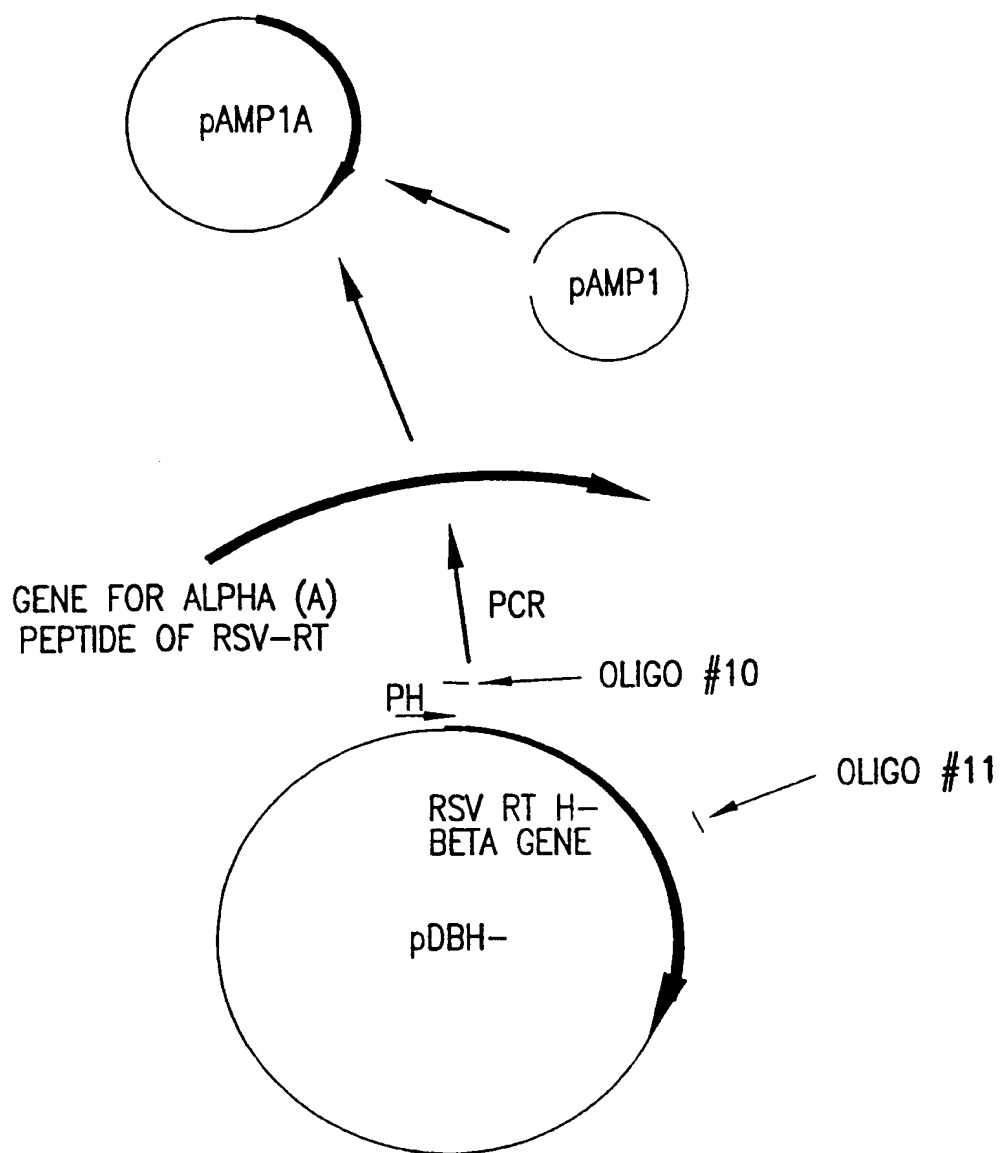 pAMP1A
pAMP1
GENE FOR ALPHA (A)
PEPTIDE OF RSV-RT
PCR
OLIGO #10
PH
OLIGO #11
RSV RT H-
BETA GENE
pDBH-